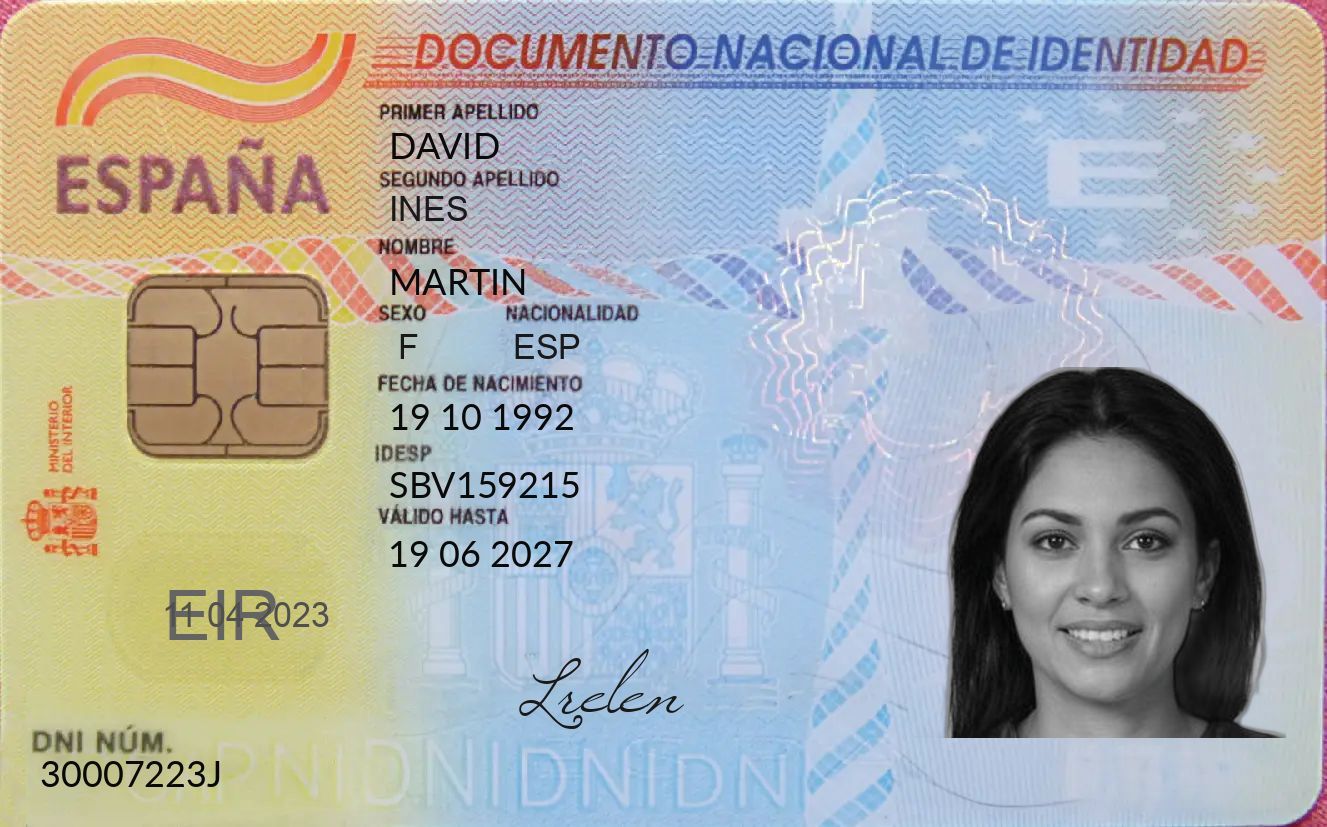 DOCUMENTO NACIONAL DE IDENTIDAD
ESPAÑA
PRIMER APELLIDO
DAVID
SEGUNDO APELLIDO
INES
NOMBRE
MARTIN
SEXO NACIONALIDAD
F ESP
FECHA DE NACIMIENTO
19 10 1992
IDESP
SBV159215
VÁLIDO HASTA
19 06 2027
MINISTERIO
DEL INTERIOR
E
EIR
11 04 2023
Lrelen
DNI NÚM.
30007223J
DNIDNIDNIDNI